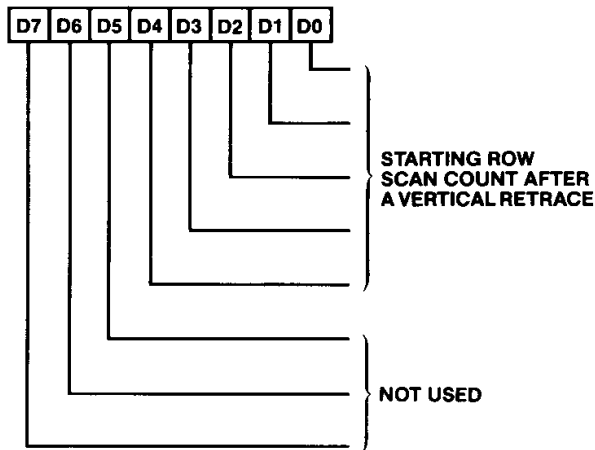 D7 D6 D5 D4 D3 D2 D1 D0
STARTING ROW
SCAN COUNT AFTER
A VERTICAL RETRACE
NOT USED